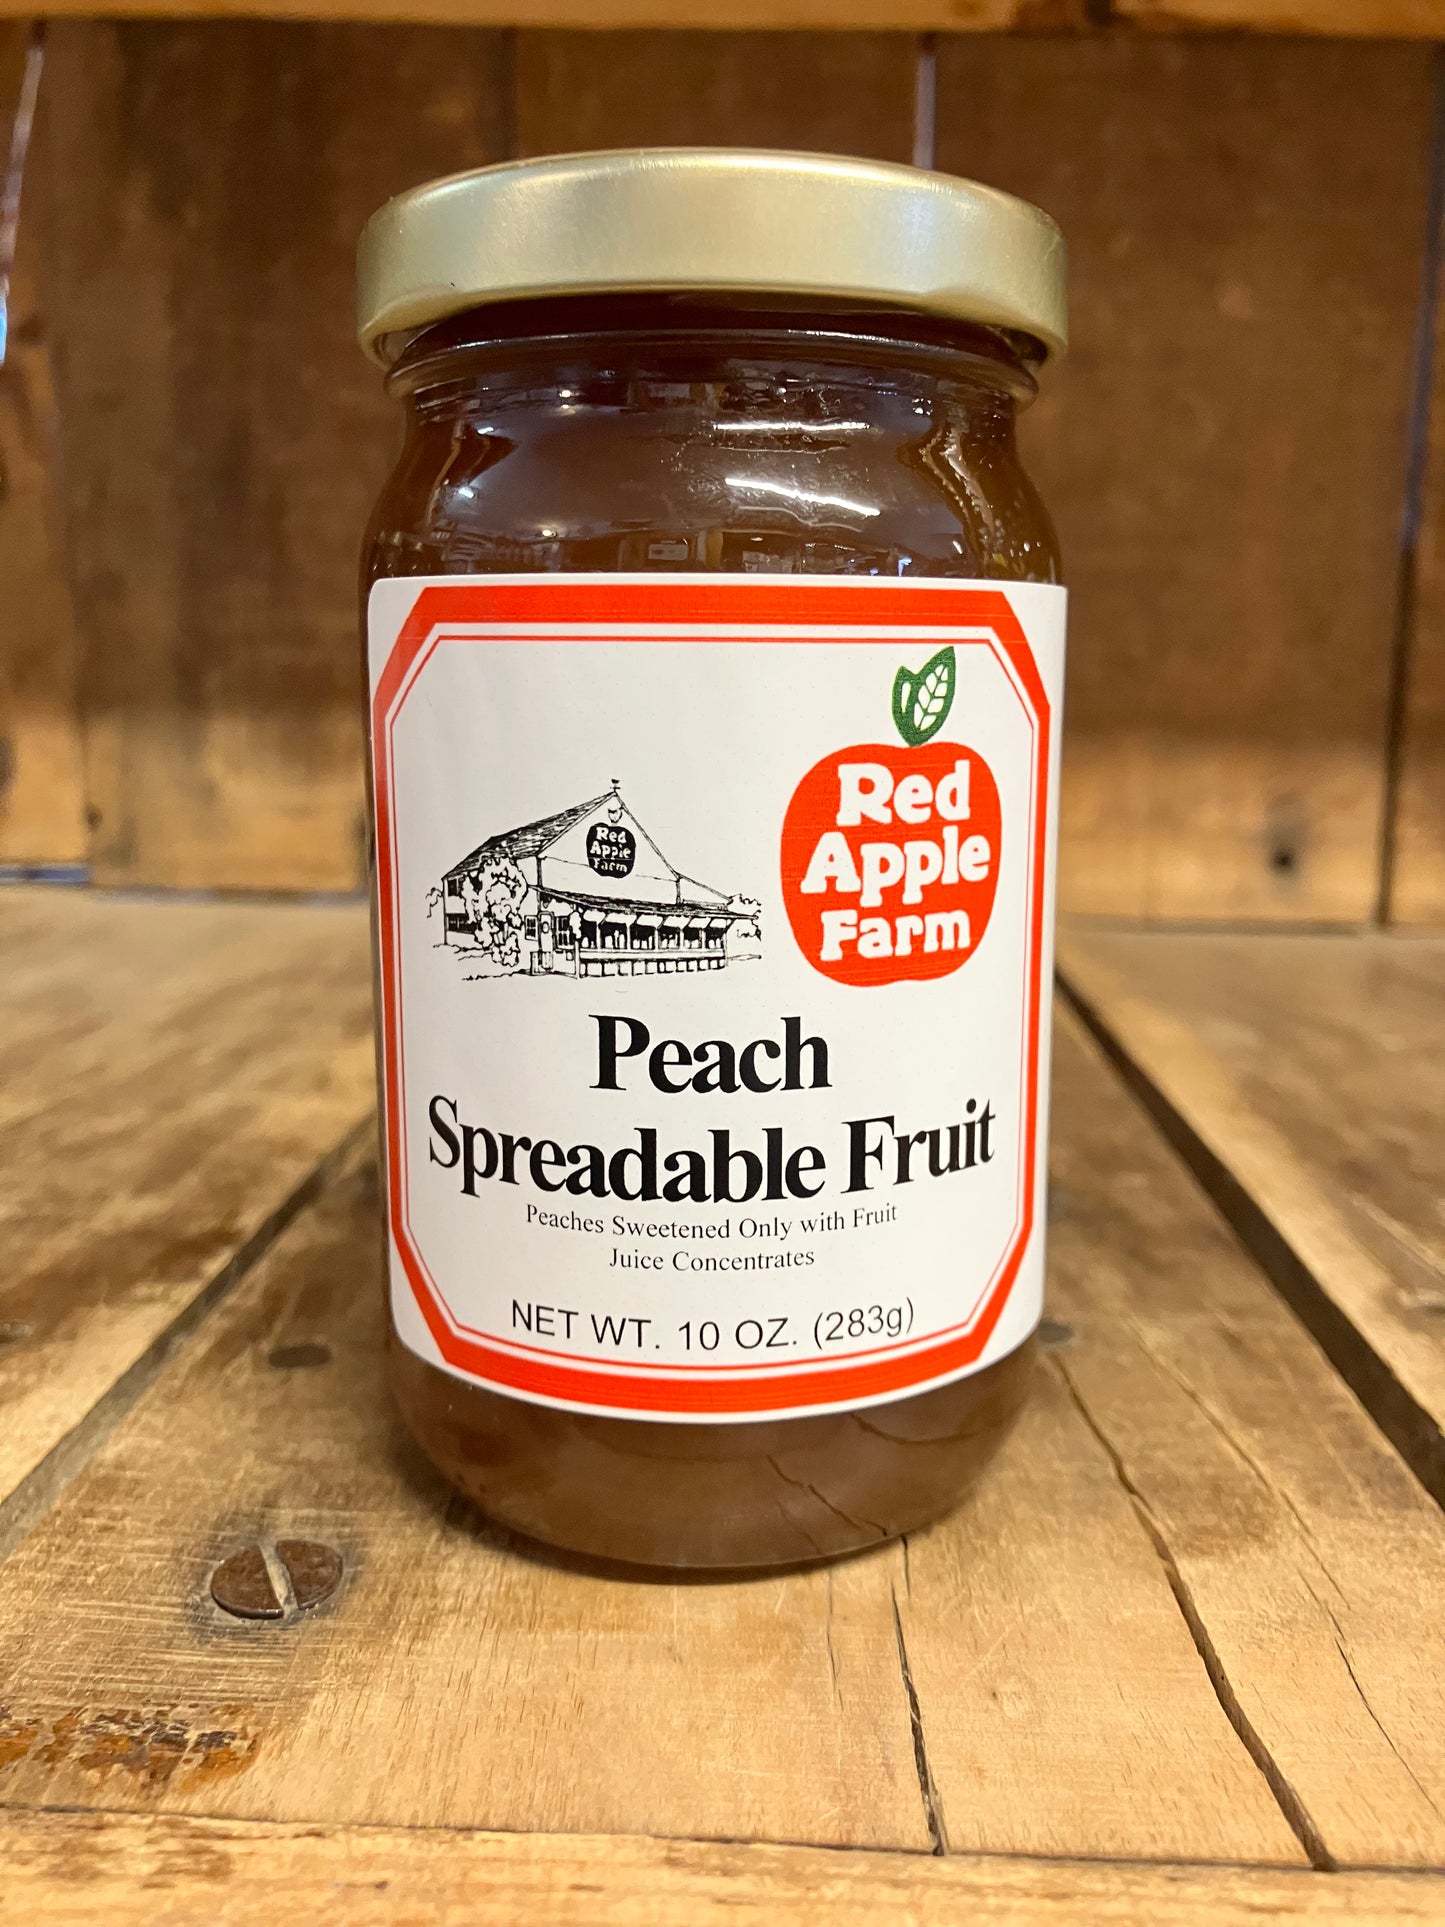 Red
Apple
Farm
Red
Apple
Farm
Peach
Spreadable Fruit
Peaches Sweetened Only with Fruit
Juice Concentrates
NET WT. 10 OZ. (283g)